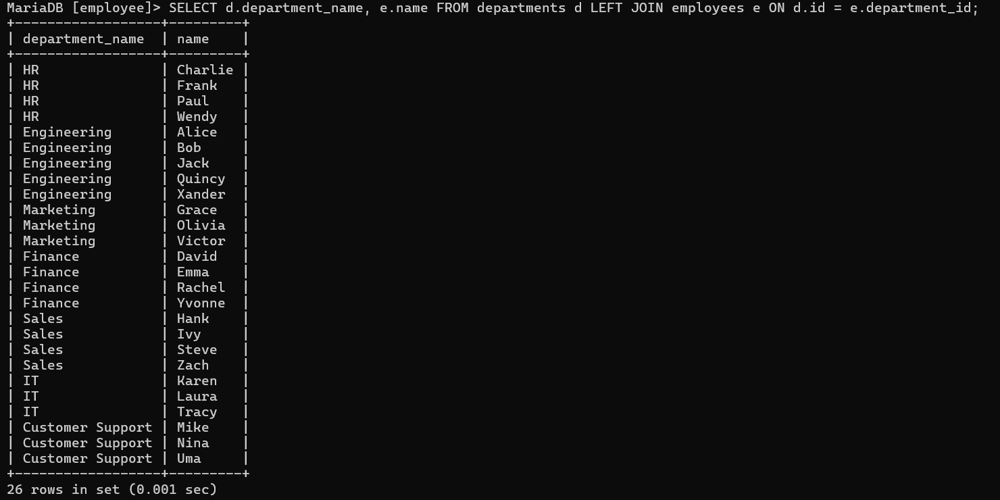 MariaDB [employee]> SELECT d.department_name, e.name FROM departments d LEFT JOIN employees e ON d.id = e.department_id;
+------------------+---------+
| department_name  | name    |
+------------------+---------+
| HR               | Charlie |
| HR               | Frank   |
| HR               | Paul    |
| HR               | Wendy   |
| Engineering      | Alice   |
| Engineering      | Bob     |
| Engineering      | Jack    |
| Engineering      | Quincy  |
| Engineering      | Xander  |
| Marketing        | Grace   |
| Marketing        | Olivia  |
| Marketing        | Victor  |
| Finance          | David   |
| Finance          | Emma    |
| Finance          | Rachel  |
| Finance          | Yvonne  |
| Sales            | Hank    |
| Sales            | Ivy     |
| Sales            | Steve   |
| Sales            | Zach    |
| IT               | Karen   |
| IT               | Laura   |
| IT               | Tracy   |
| Customer Support | Mike    |
| Customer Support | Nina    |
| Customer Support | Uma     |
+------------------+---------+
26 rows in set (0.001 sec)